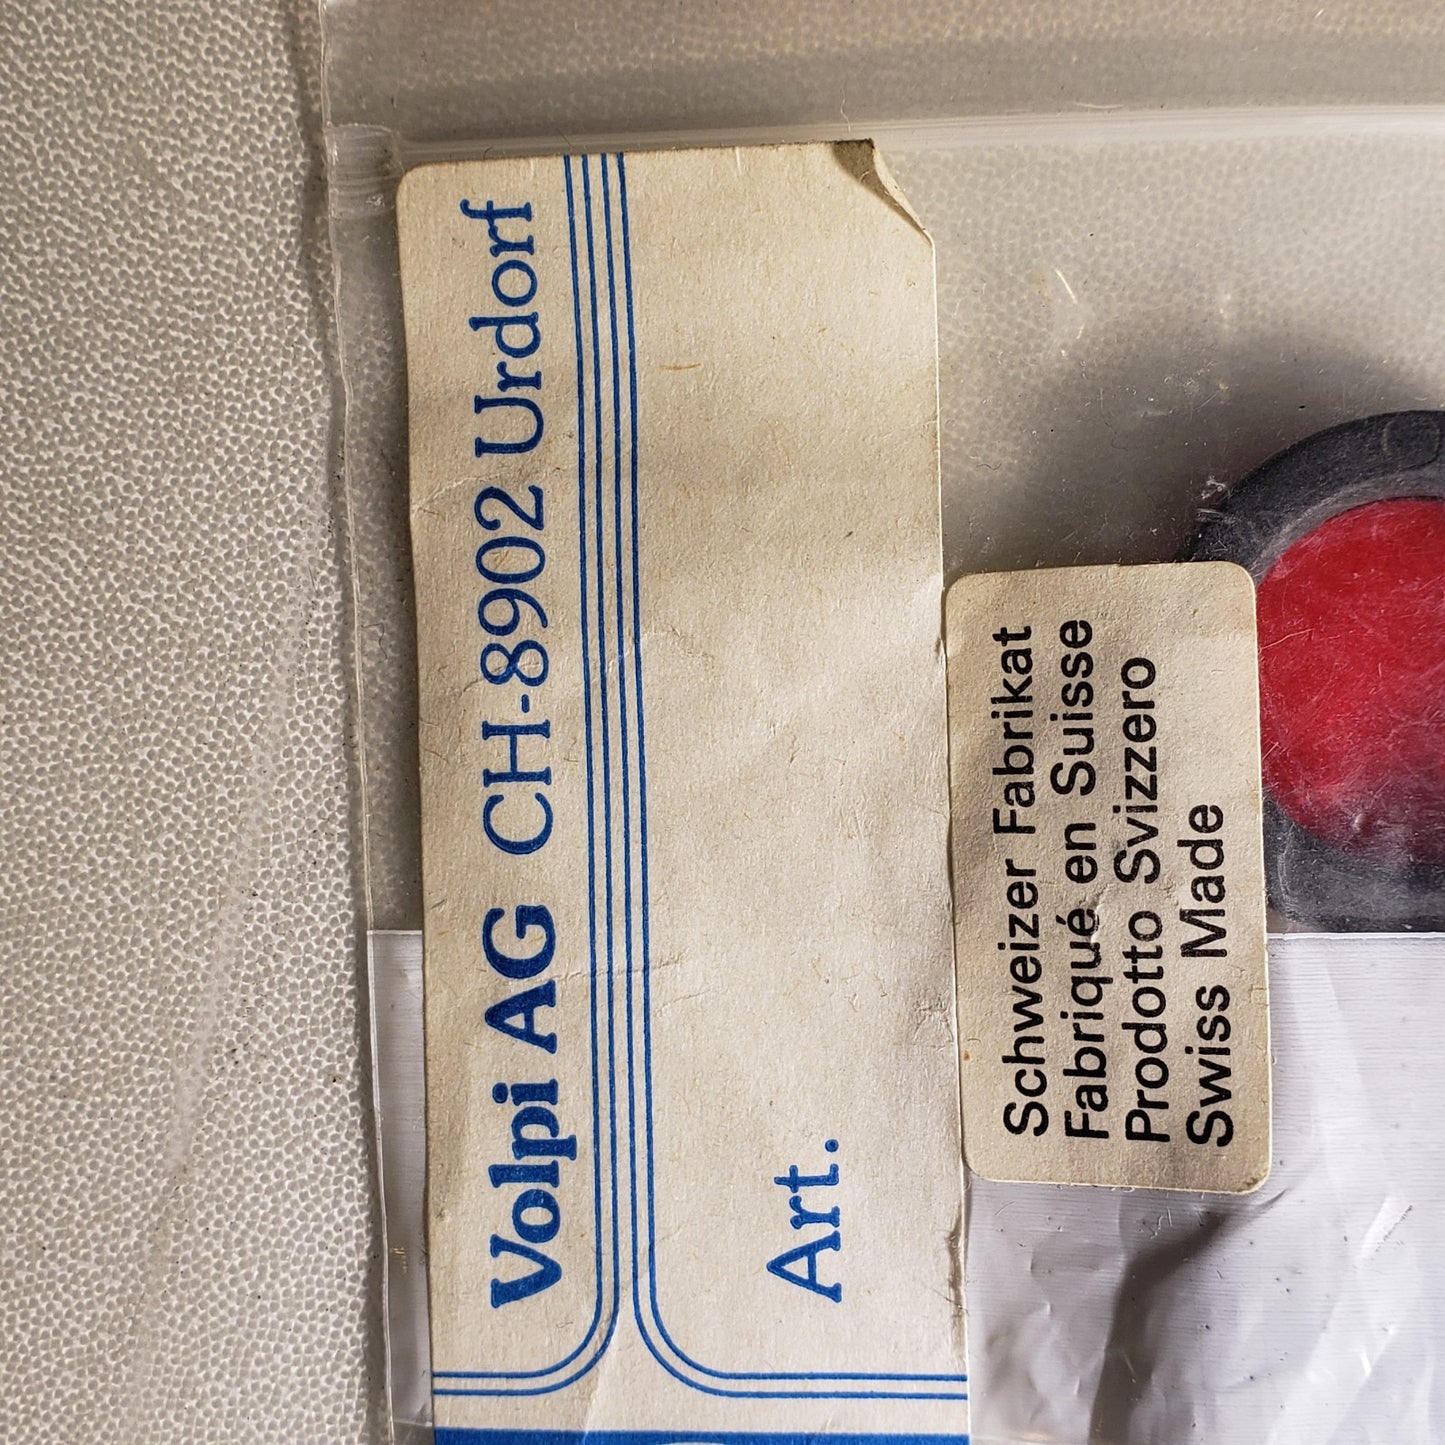 Volpi AG CH-8902 Urdorf
Art.
Schweizer Fabrikat
Fabriqué en Suisse
Prodotto Svizzero
Swiss Made